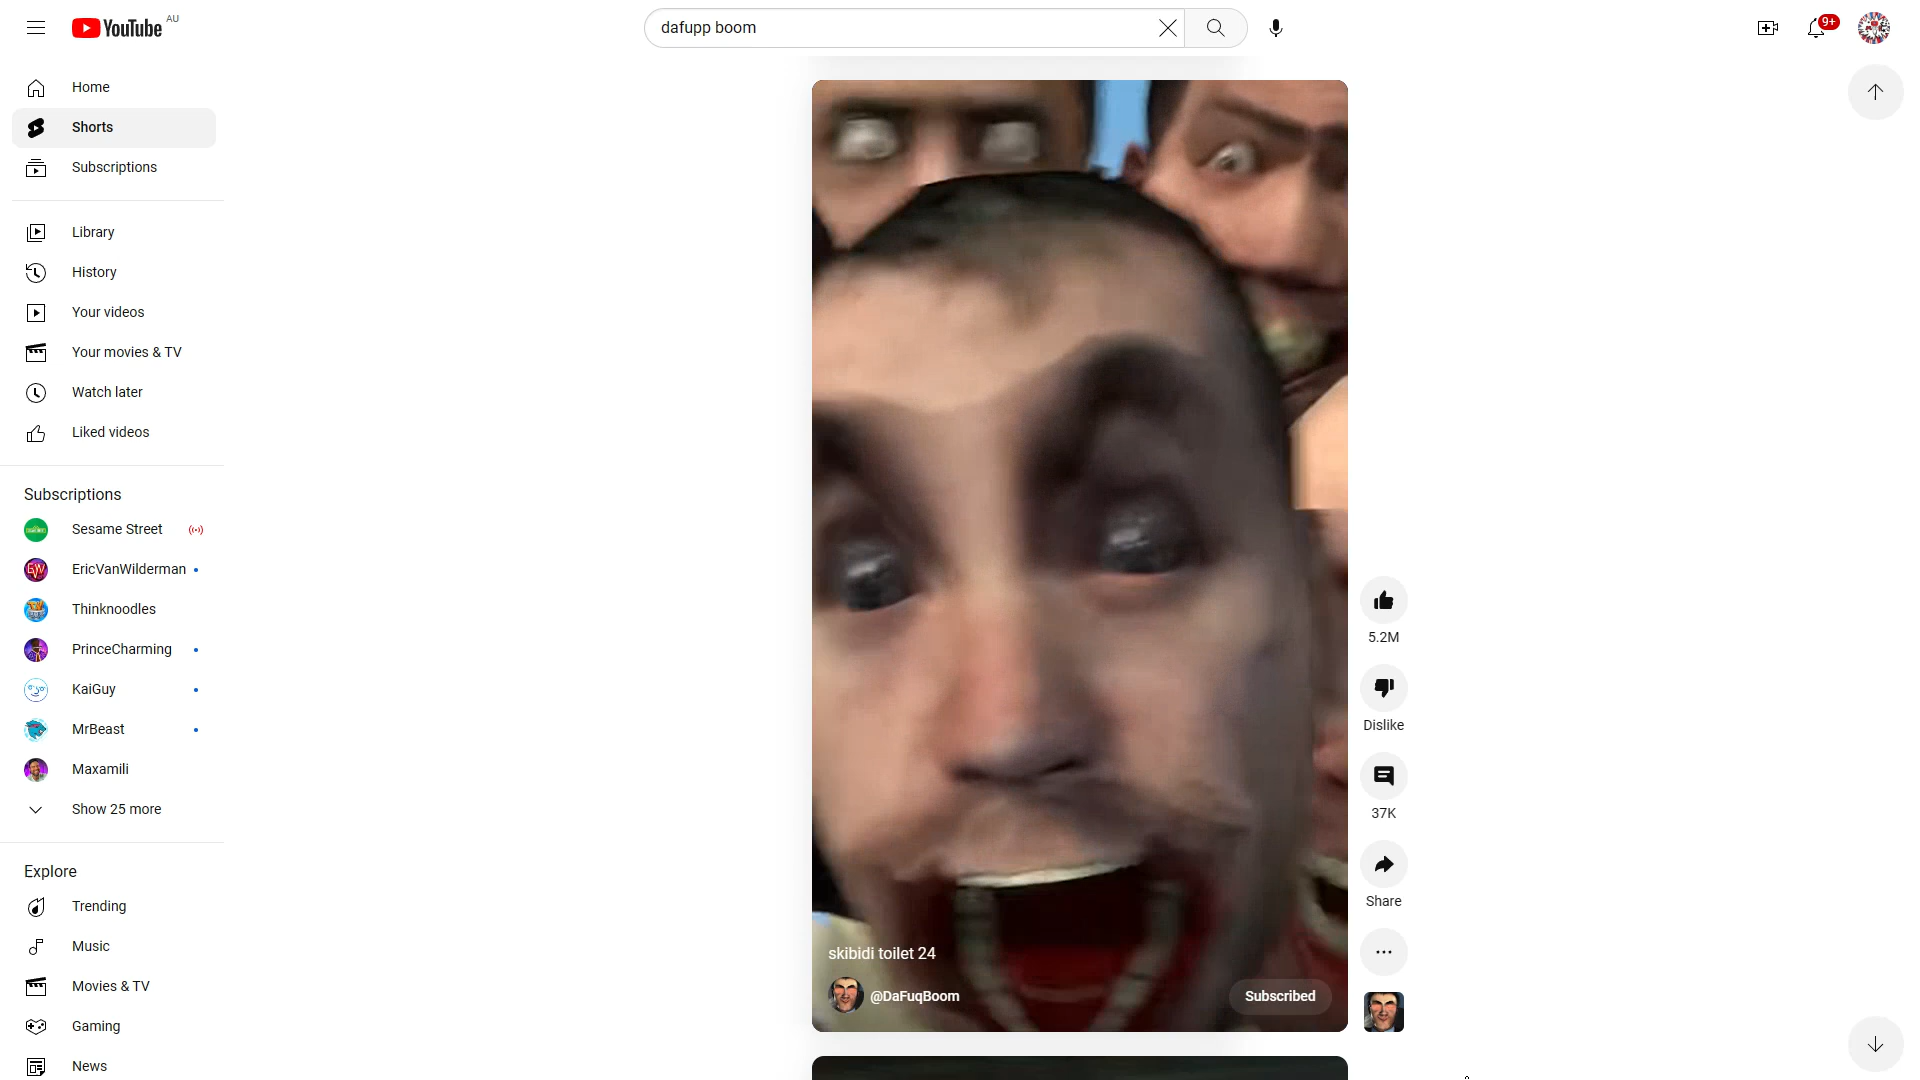 YouTube AU
dafupp boom
9+
Home
Shorts
Subscriptions
Library
History
Your videos
Your movies & TV
Watch later
Liked videos
Subscriptions
Sesame Street
EricVanWilderman
Thinknoodles
PrinceCharming
KaiGuy
MrBeast
Maxamili
Show 25 more
Explore
Trending
Music
Movies & TV
Gaming
News
skibidi toilet 24
@DaFuqBoom
Subscribed
5.2M
Dislike
37K
Share